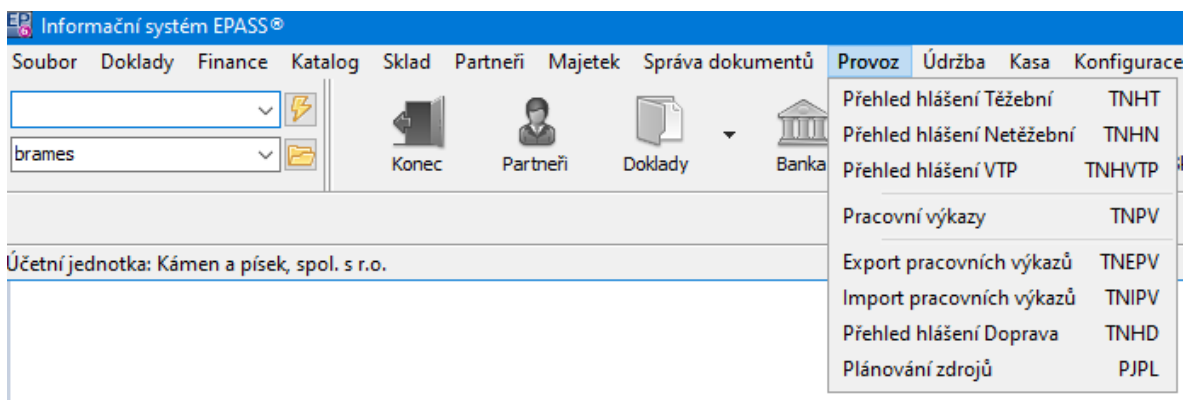 Informační systém EPASS®
Soubor Doklady Finance Katalog Sklad Partneři Majetek Správa dokumentů Provoz Údržba Kasa Konfigurace
brames
Konec Partneři Doklady Banka
Účetní jednotka: Kámen a písek, spol. s r.o.
Přehled hlášení Těžební TNHT
Přehled hlášení Netěžební TNHN
Přehled hlášení VTP TNHVTP
Pracovní výkazy TNPV
Export pracovních výkazů TNEPV
Import pracovních výkazů TNIPV
Přehled hlášení Doprava TNHD
Plánování zdrojů PJPL